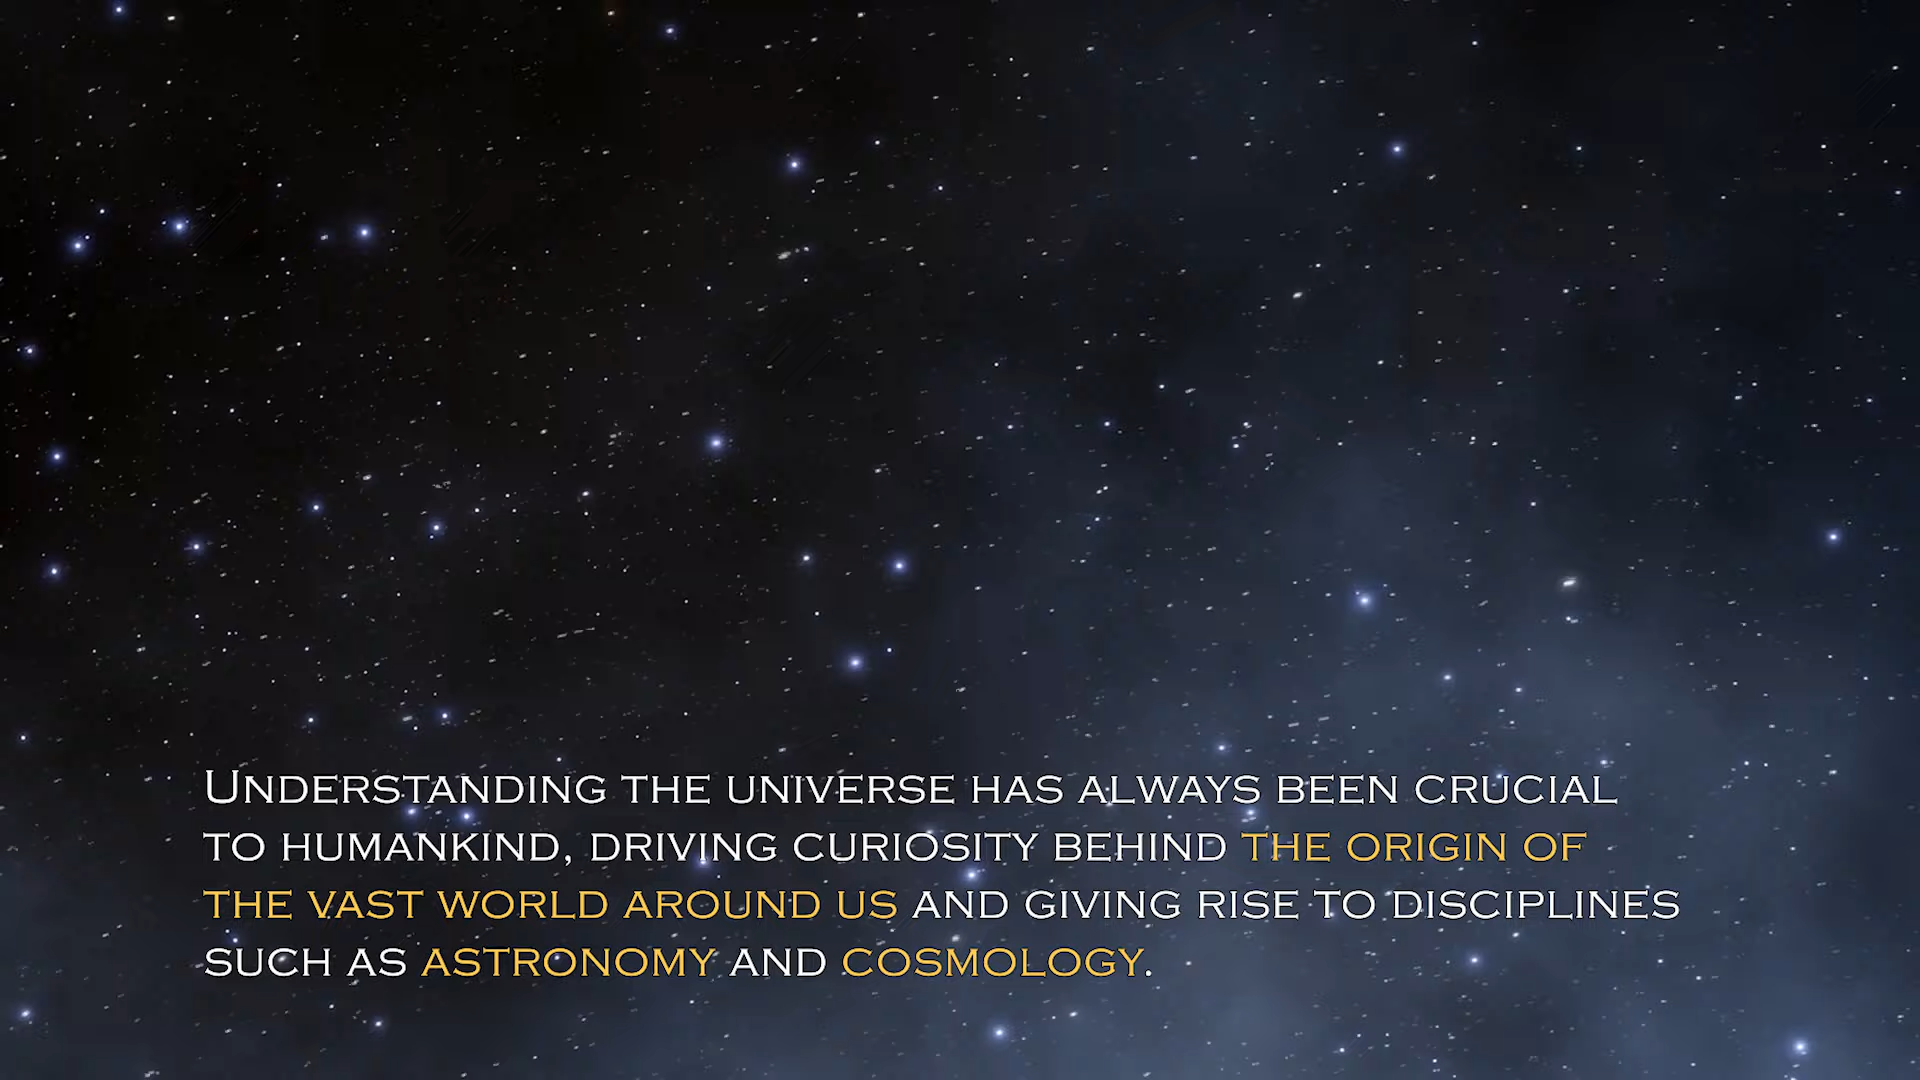 Understanding the universe has always been crucial
to humankind, driving curiosity behind the origin of
the vast world around us and giving rise to disciplines
such as astronomy and cosmology.